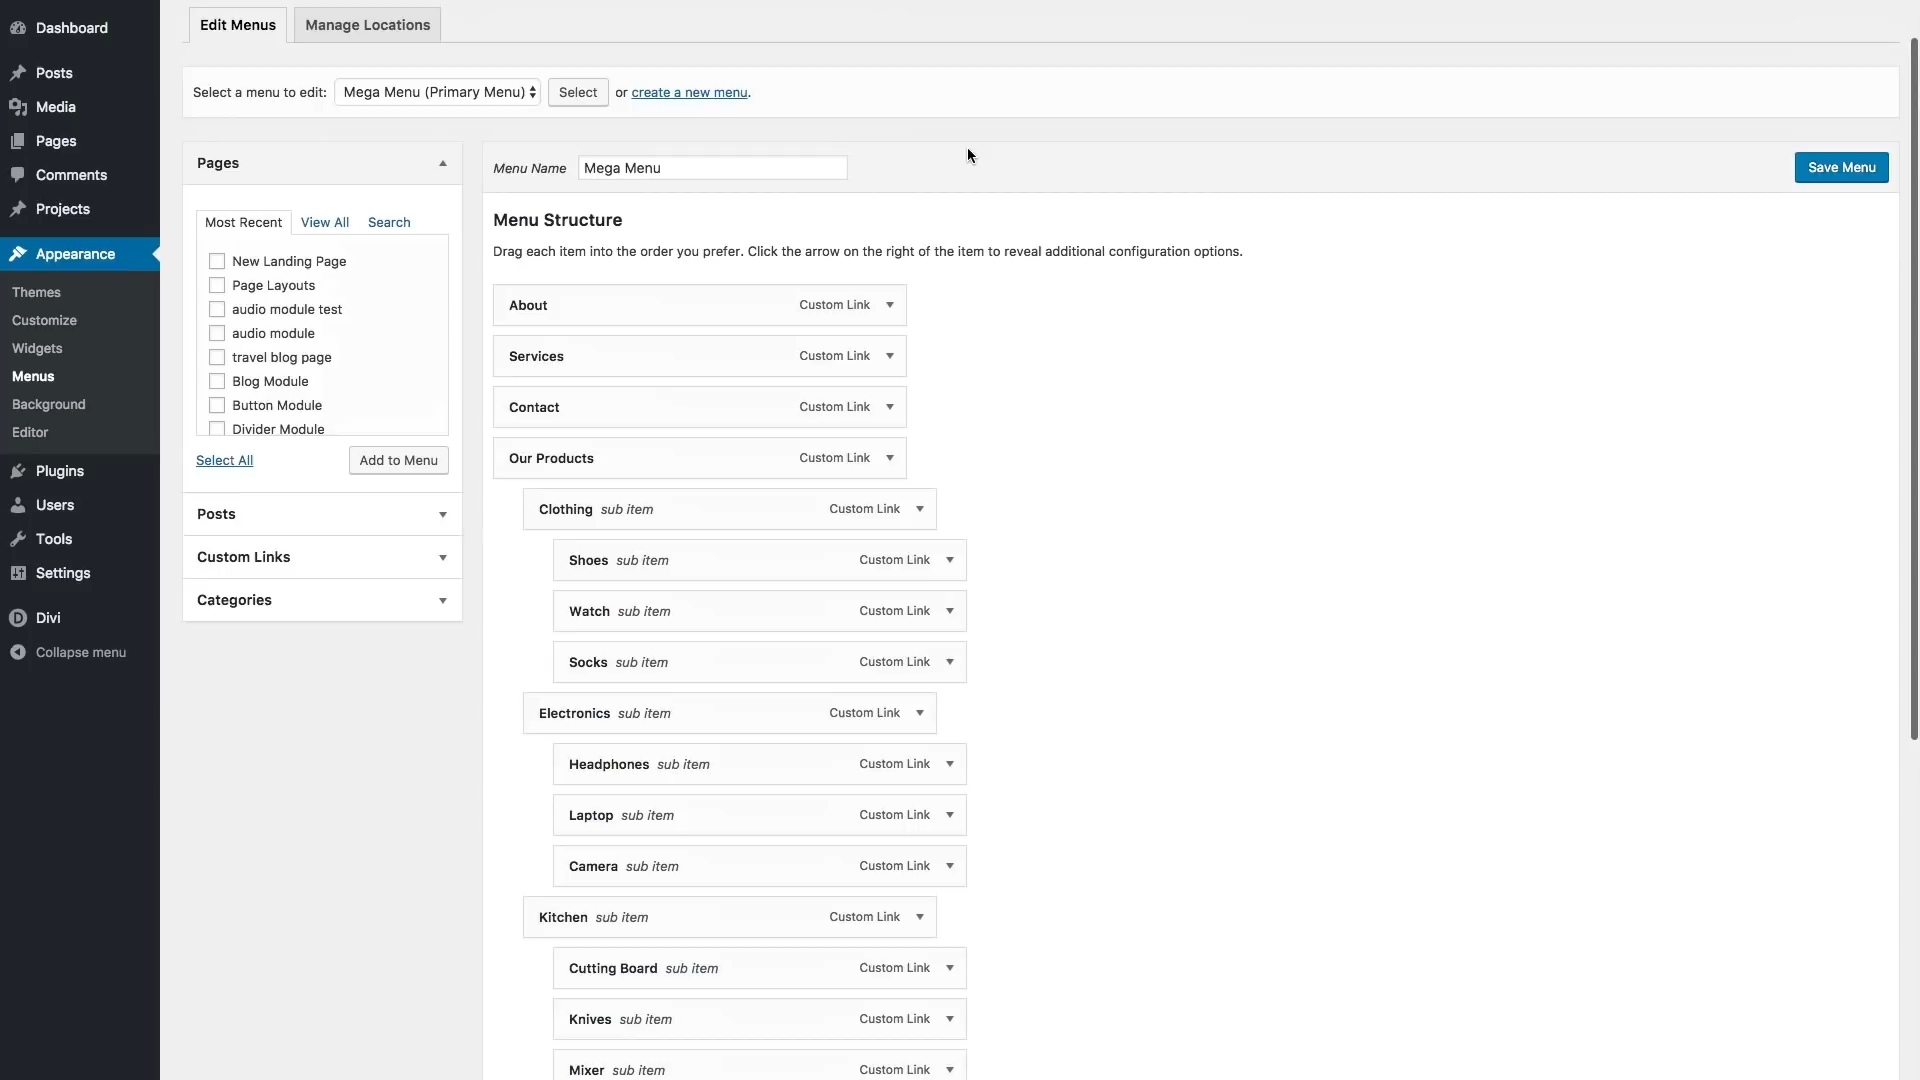 Dashboard
Posts
Media
Pages
Comments
Projects
Appearance
Themes
Customize
Widgets
Menus
Background
Editor
Plugins
Users
Tools
Settings
Divi
Collapse menu
Edit Menus
Manage Locations
Select a menu to edit: Mega Menu (Primary Menu) Select or create a new menu.
Pages
Most Recent View All Search
New Landing Page
Page Layouts
audio module test
audio module
travel blog page
Blog Module
Button Module
Divider Module
Select All Add to Menu
Posts
Custom Links
Categories
Menu Name Mega Menu Save Menu
Menu Structure
Drag each item into the order you prefer. Click the arrow on the right of the item to reveal additional configuration options.
About Custom Link
Services Custom Link
Contact Custom Link
Our Products Custom Link
Clothing sub item Custom Link
Shoes sub item Custom Link
Watch sub item Custom Link
Socks sub item Custom Link
Electronics sub item Custom Link
Headphones sub item Custom Link
Laptop sub item Custom Link
Camera sub item Custom Link
Kitchen sub item Custom Link
Cutting Board sub item Custom Link
Knives sub item Custom Link
Mixer sub item Custom Link